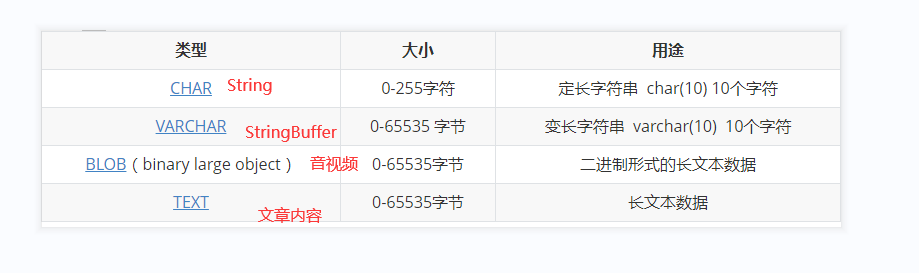 类型 大小 用途
CHAR String 0-255字符 定长字符串 char(10) 10个字符
VARCHAR StringBuffer 0-65535 字节 变长字符串 varchar(10) 10个字符
BLOB ( binary large object ) 音视频 0-65535字节 二进制形式的长文本数据
TEXT 文章内容 0-65535字节 长文本数据